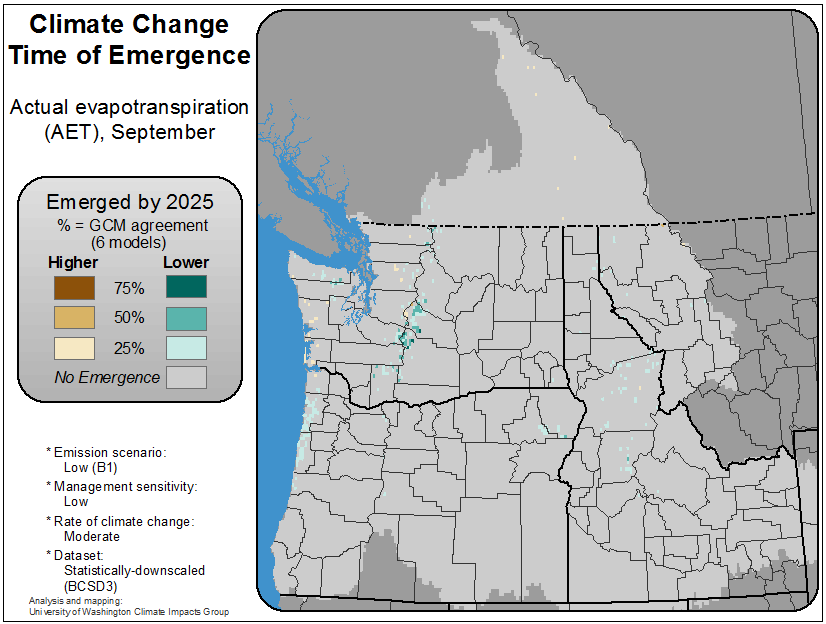 Climate Change
Time of Emergence
Actual evapotranspiration
(AET), September
Emerged by 2025
% = GCM agreement
(6 models)
Higher Lower
75%
50%
25%
No Emergence
* Emission scenario:
Low (B1)
* Management sensitivity:
Low
* Rate of climate change:
Moderate
* Dataset:
Statistically-downscaled
(BCSD3)
Analysis and mapping:
University of Washington Climate Impacts Group